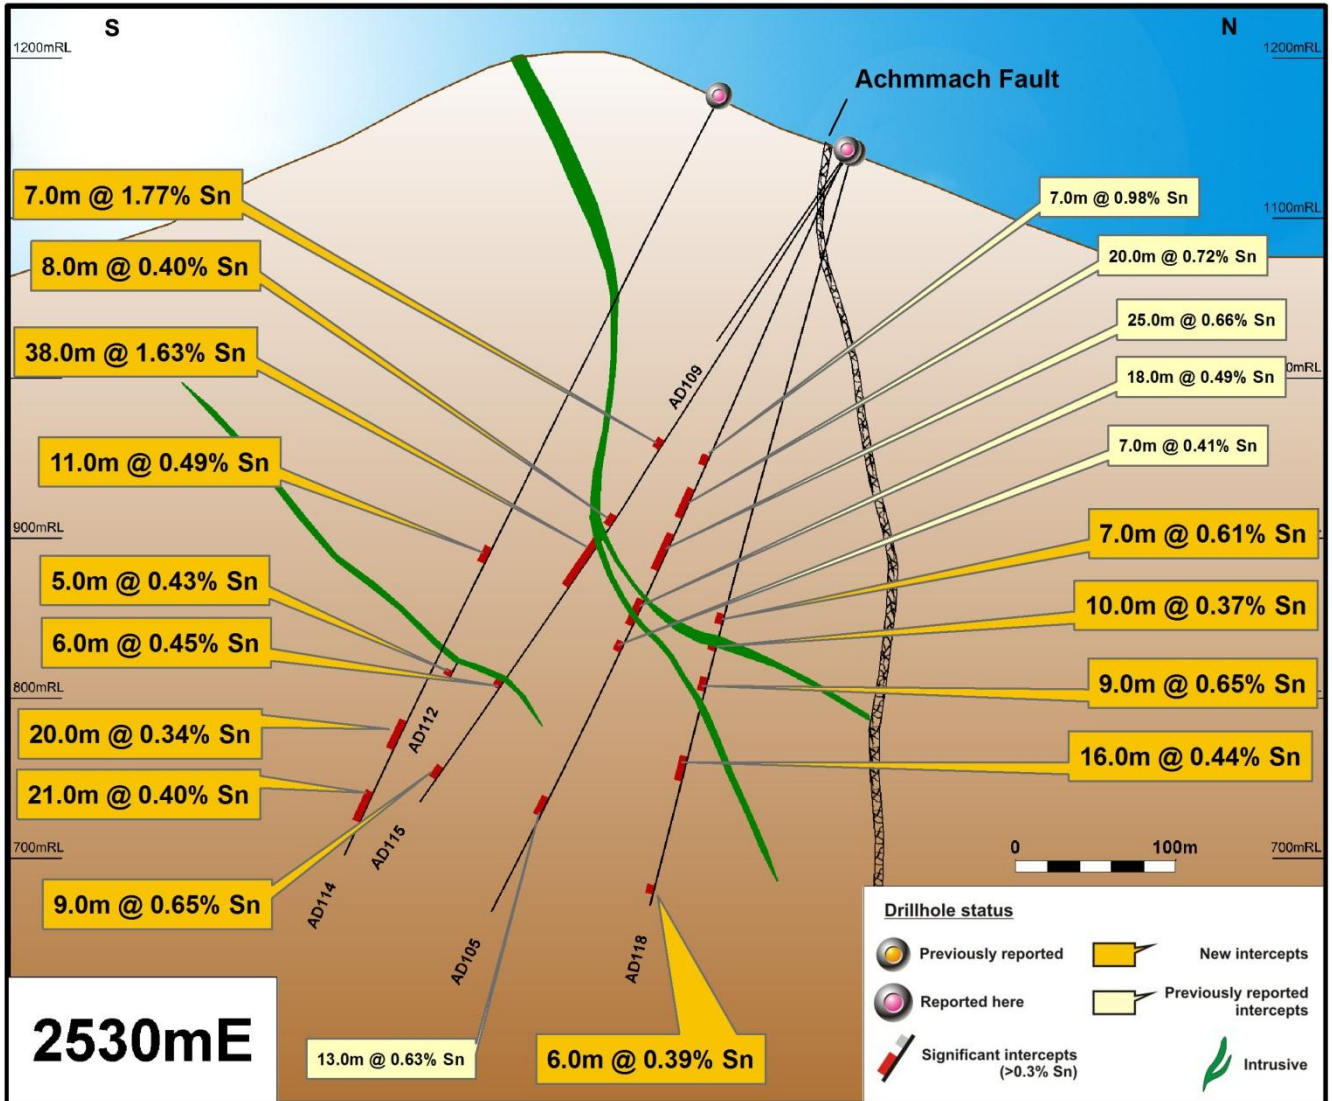 S
N
1200mRL
1200mRL
Achmmach Fault
7.0m @ 1.77% Sn
7.0m @ 0.98% Sn
1100mRL
8.0m @ 0.40% Sn
20.0m @ 0.72% Sn
38.0m @ 1.63% Sn
25.0m @ 0.66% Sn
18.0m @ 0.49% Sn
0mRL
AD109
11.0m @ 0.49% Sn
7.0m @ 0.41% Sn
900mRL
7.0m @ 0.61% Sn
5.0m @ 0.43% Sn
10.0m @ 0.37% Sn
6.0m @ 0.45% Sn
9.0m @ 0.65% Sn
800mRL
20.0m @ 0.34% Sn
AD112
16.0m @ 0.44% Sn
21.0m @ 0.40% Sn
AD115
700mRL
0
100m
700mRL
9.0m @ 0.65% Sn
AD114
AD105
AD118
2530mE
13.0m @ 0.63% Sn
6.0m @ 0.39% Sn
Drillhole status
Previously reported
New intercepts
Reported here
Previously reported
intercepts
Significant intercepts
(>0.3% Sn)
Intrusive